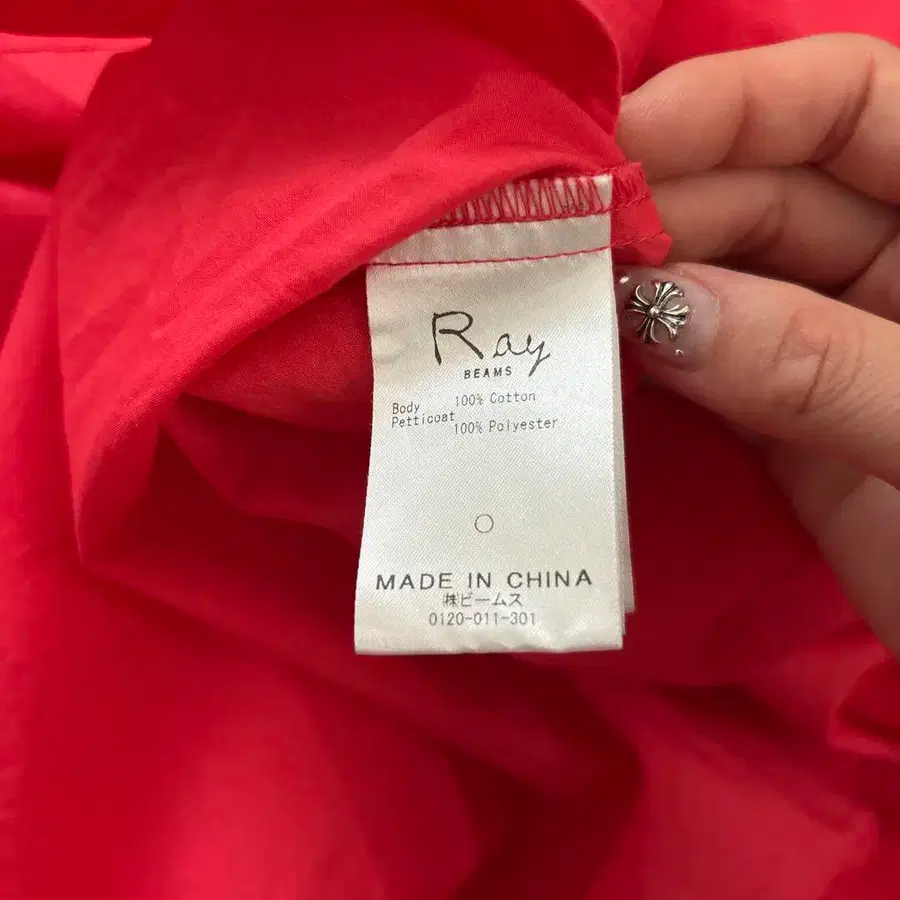 Ray
BEAMS
Body 100% Cotton
Petticoat 100% Polyester
MADE IN CHINA
㈱ビームス
0120-011-301